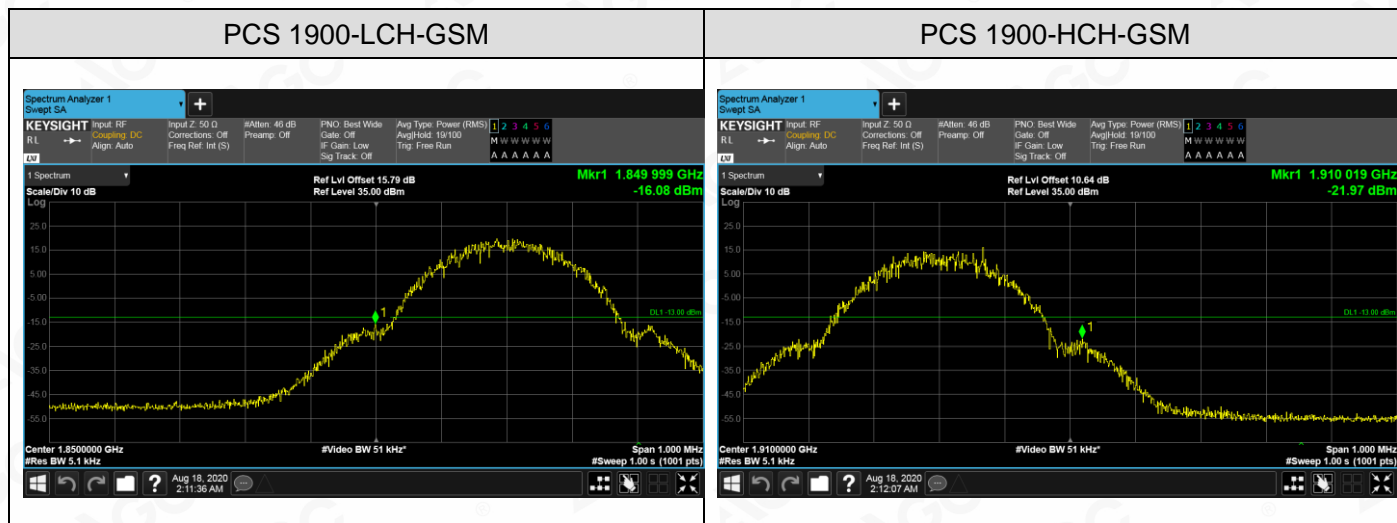 PCS 1900-LCH-GSM
PCS 1900-HCH-GSM
Spectrum Analyzer 1
Swept SA
+
KEYSIGHT
RL
LXI
Input: RF
Coupling: DC
Align: Auto
Input Z: 50 Ω
Corrections: Off
Freq Ref: Int (S)
#Atten: 46 dB
Preamp: Off
PNO: Best Wide
Gate: Off
IF Gain: Low
Sig Track: Off
Avg Type: Power (RMS)
Avg|Hold: 19/100
Trig: Free Run
1 2 3 4 5 6
M W W W W W
A A A A A A
1 Spectrum
Scale/Div 10 dB
Log
Ref Lvl Offset 15.79 dB
Ref Level 35.00 dBm
Mkr1 1.849 999 GHz
-16.08 dBm
25.0
15.0
5.00
-5.00
-15.0
-25.0
-35.0
-45.0
-55.0
1
DL1 -13.00 dBm
Center 1.8500000 GHz
#Res BW 5.1 kHz
#Video BW 51 kHz*
Span 1.000 MHz
#Sweep 1.00 s (1001 pts)
?
Aug 18, 2020
2:11:36 AM
Spectrum Analyzer 1
Swept SA
+
KEYSIGHT
RL
LXI
Input: RF
Coupling: DC
Align: Auto
Input Z: 50 Ω
Corrections: Off
Freq Ref: Int (S)
#Atten: 46 dB
Preamp: Off
PNO: Best Wide
Gate: Off
IF Gain: Low
Sig Track: Off
Avg Type: Power (RMS)
Avg|Hold: 19/100
Trig: Free Run
1 2 3 4 5 6
M W W W W W
A A A A A A
1 Spectrum
Scale/Div 10 dB
Log
Ref Lvl Offset 10.64 dB
Ref Level 35.00 dBm
Mkr1 1.910 019 GHz
-21.97 dBm
25.0
15.0
5.00
-5.00
-15.0
-25.0
-35.0
-45.0
-55.0
1
DL1 -13.00 dBm
Center 1.9100000 GHz
#Res BW 5.1 kHz
#Video BW 51 kHz*
Span 1.000 MHz
#Sweep 1.00 s (1001 pts)
?
Aug 18, 2020
2:12:07 AM